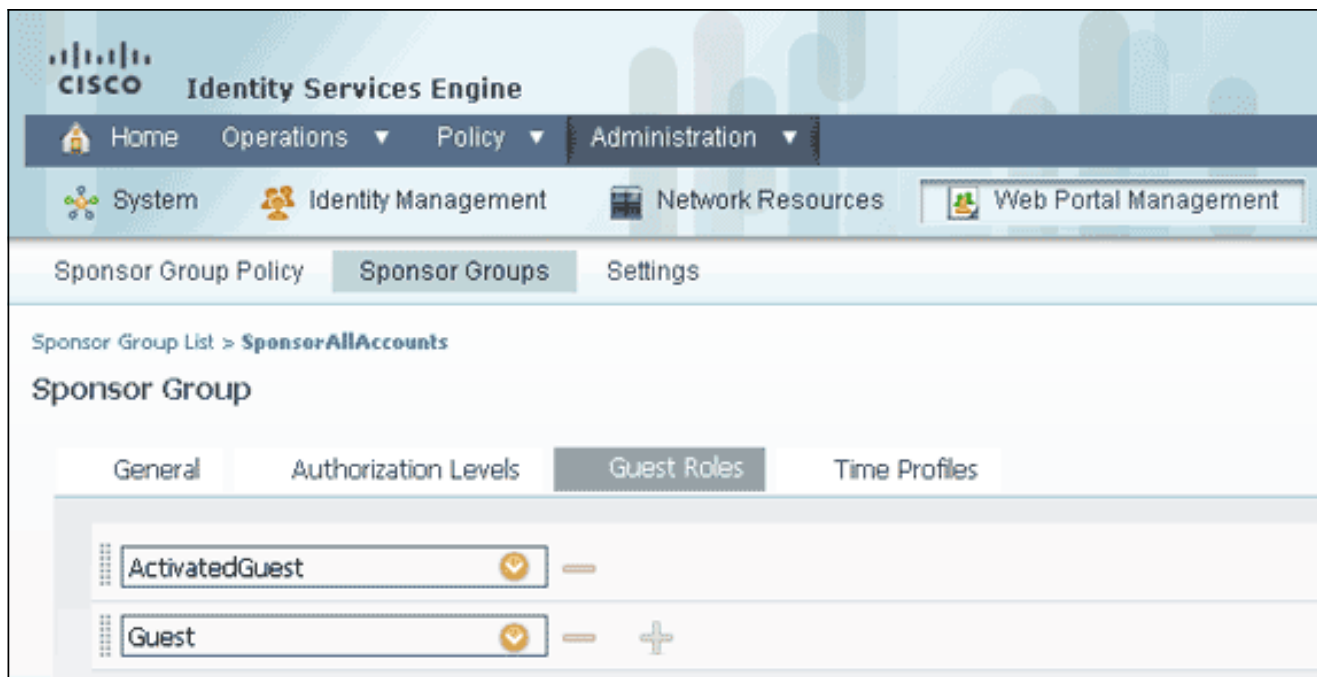 CISCO Identity Services Engine
Home Operations Policy Administration
System Identity Management Network Resources Web Portal Management
Sponsor Group Policy Sponsor Groups Settings
Sponsor Group List > SponsorAllAccounts
Sponsor Group
General Authorization Levels Guest Roles Time Profiles
ActivatedGuest
Guest